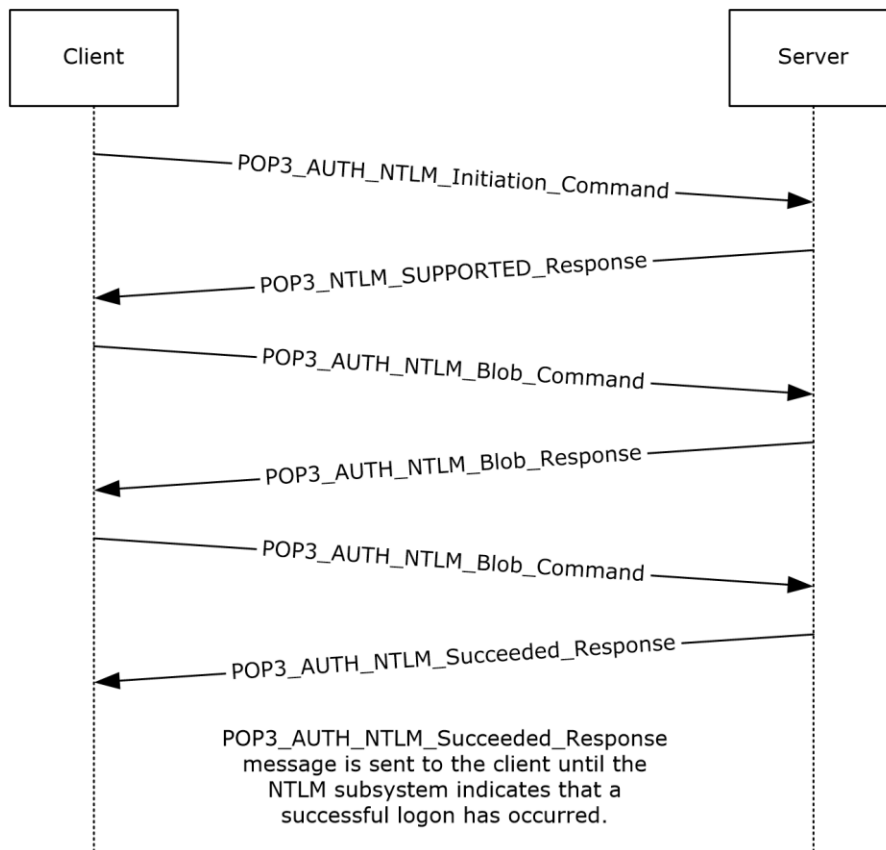 Client
Server
POP3_AUTH_NTLM_Initiation_Command
POP3_NTLM_SUPPORTED_Response
POP3_AUTH_NTLM_Blob_Command
POP3_AUTH_NTLM_Blob_Response
POP3_AUTH_NTLM_Blob_Command
POP3_AUTH_NTLM_Succeeded_Response
POP3_AUTH_NTLM_Succeeded_Response
message is sent to the client until the
NTLM subsystem indicates that a
successful logon has occurred.